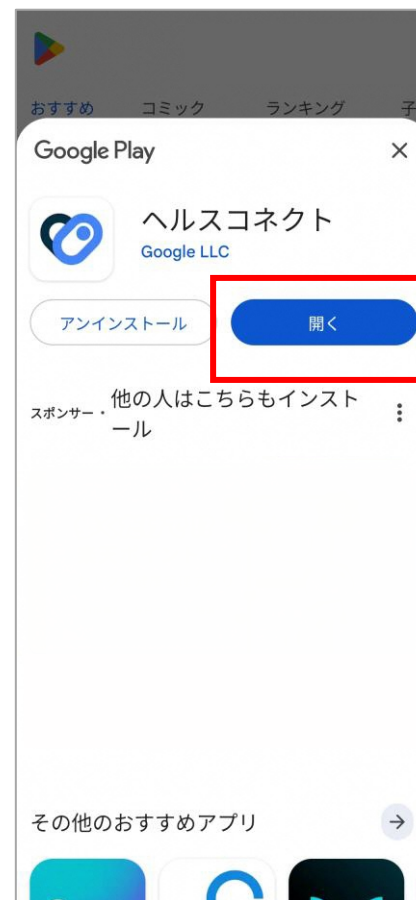 おすすめ コミック ランキング 子
Google Play
ヘルスコネクト
Google LLC
アンインストール 開く
スポンサー・他の人はこちらもインスト
ール
その他のおすすめアプリ